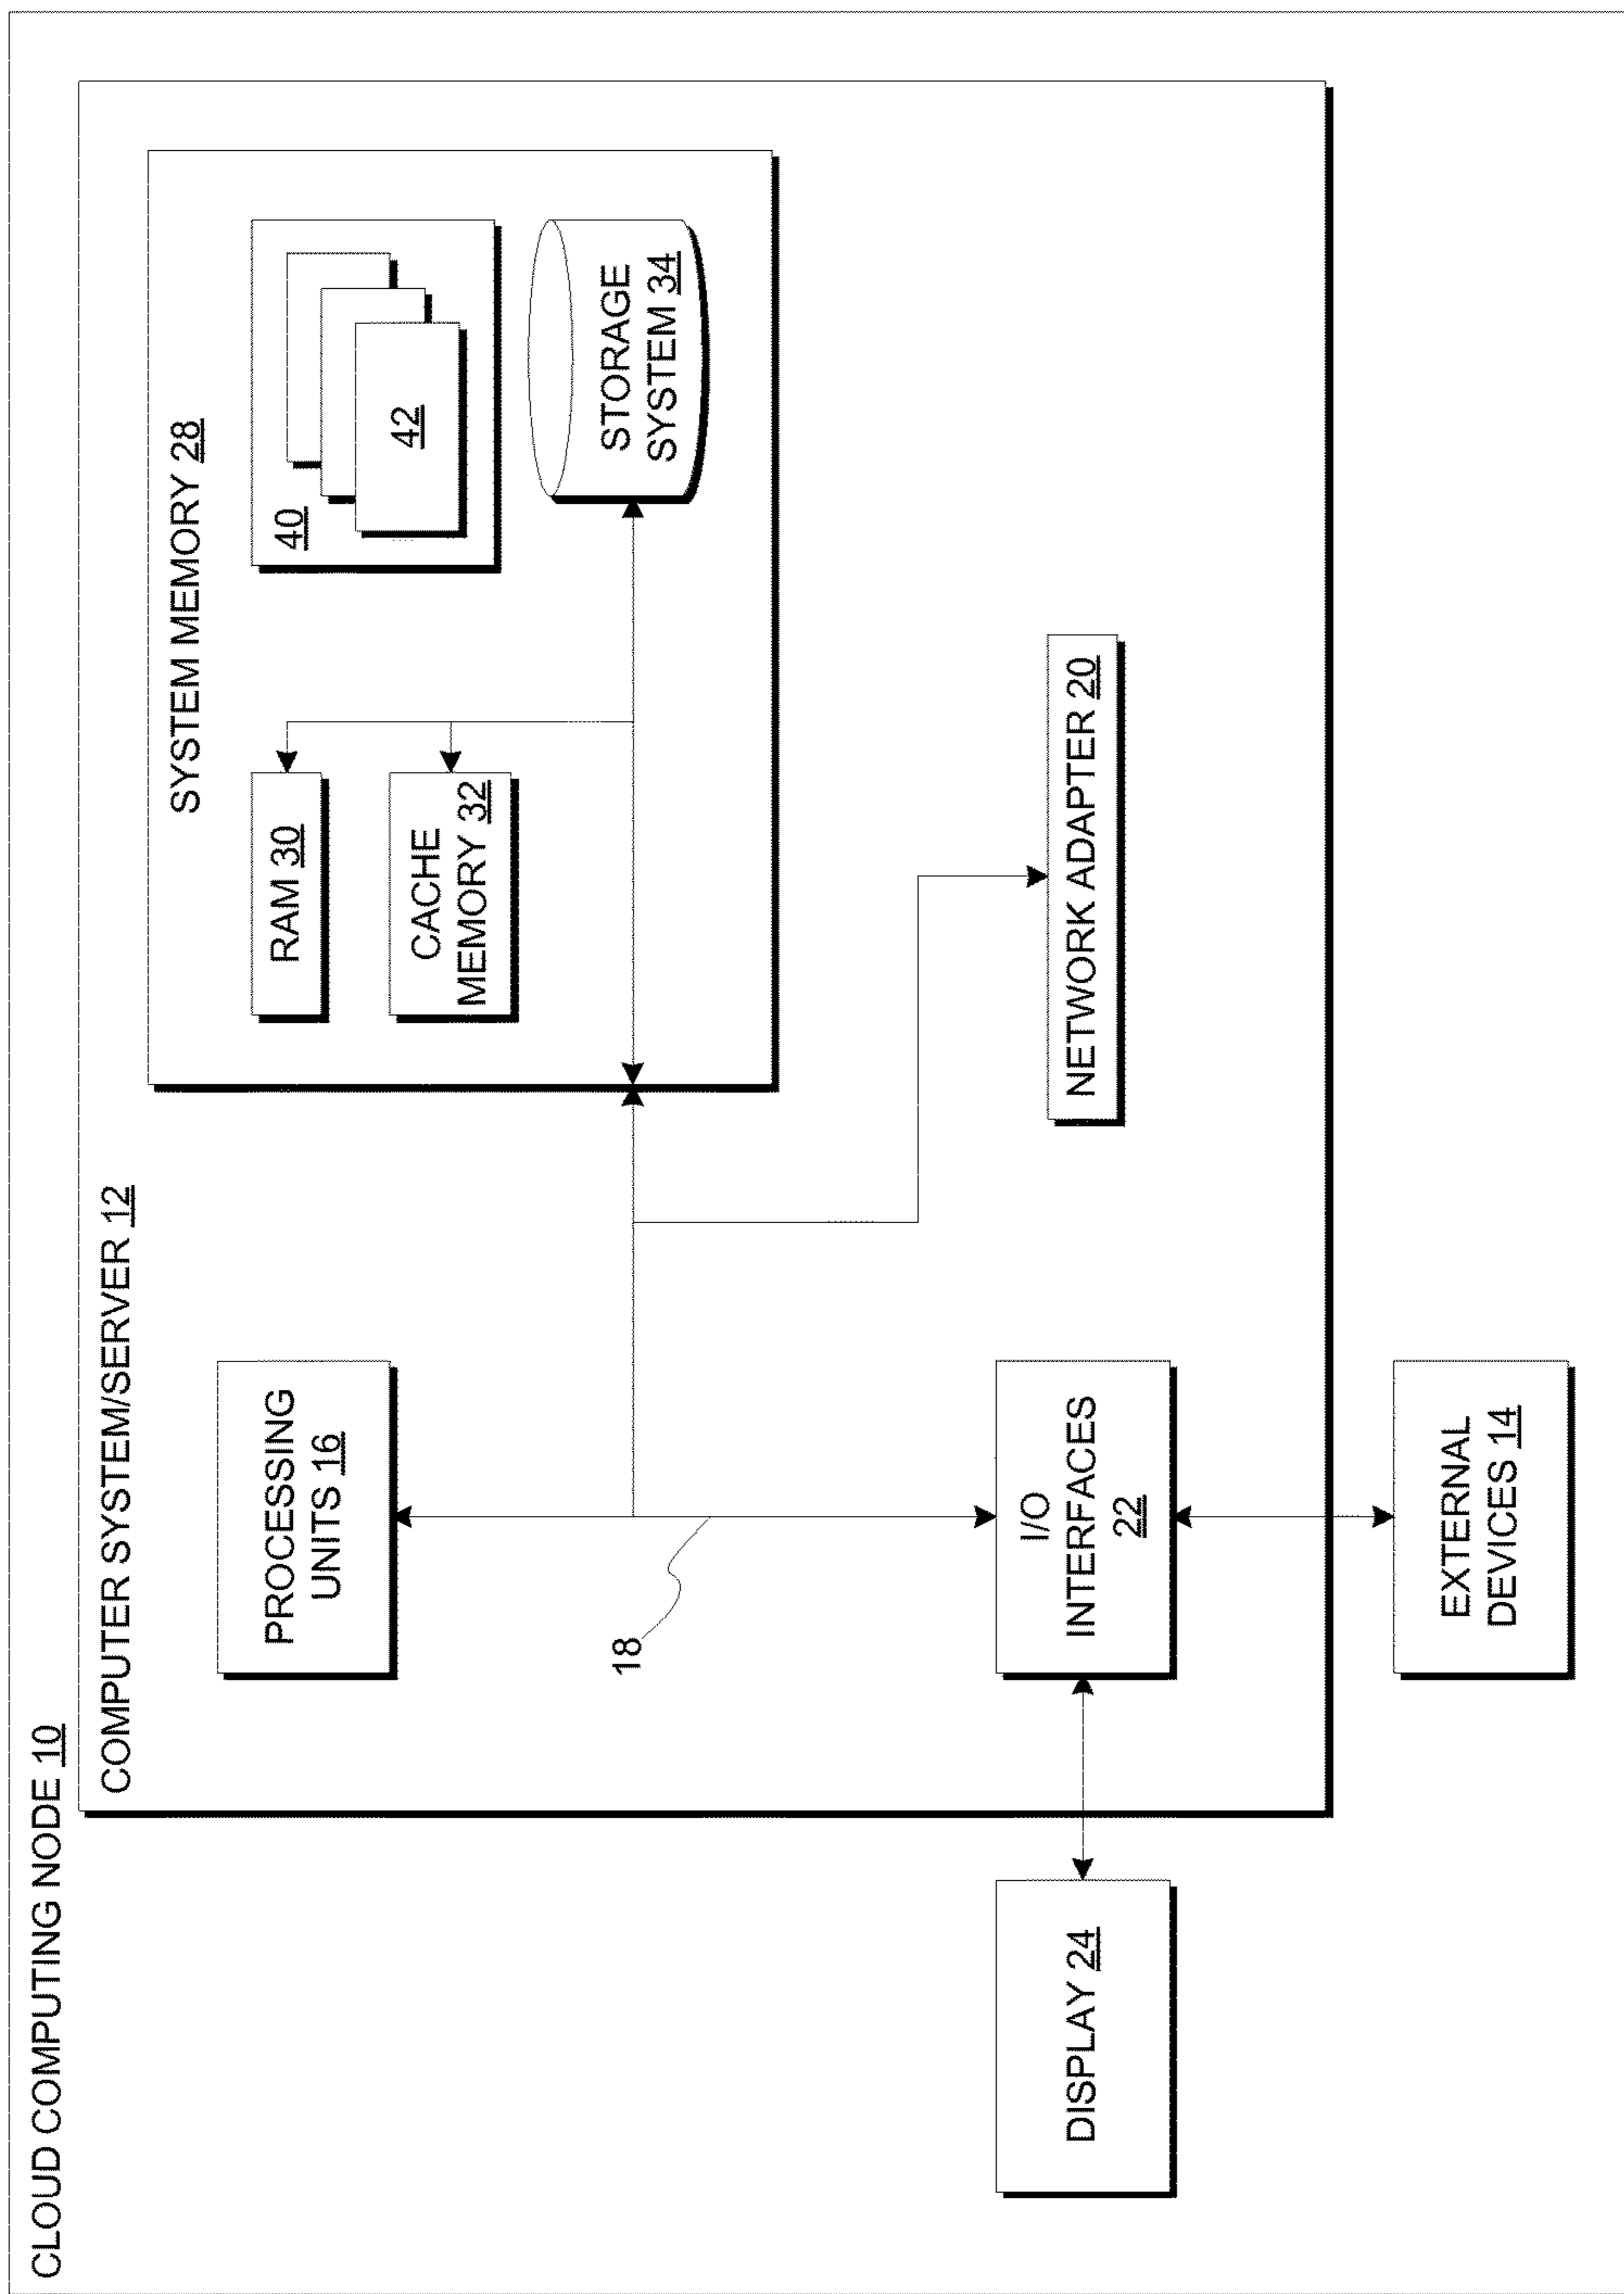 CLOUD COMPUTING NODE 10
COMPUTER SYSTEM/SERVER 12
PROCESSING
UNITS 16
SYSTEM MEMORY 28
RAM 30
CACHE
MEMORY 32
40
42
STORAGE
SYSTEM 34
18
DISPLAY 24
I/O
INTERFACES
22
NETWORK ADAPTER 20
EXTERNAL
DEVICES 14